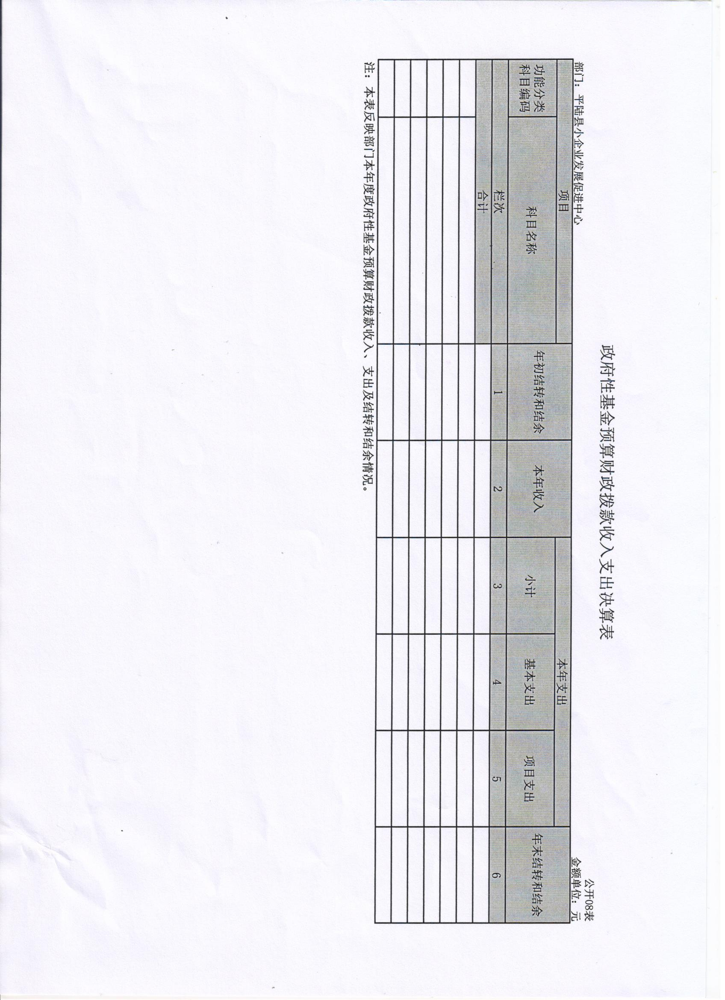 政府性基金预算财政拨款收入支出决算表
公开08表
部门：平陆县小企业发展促进中心 金额单位：元
项目 年初结转和结余 本年收入 本年支出 年末结转和结余
功能分类
科目编码 科目名称 小计 基本支出 项目支出
栏次 1 2 3 4 5 6
合计
注：本表反映部门本年度政府性基金预算财政拨款收入、支出及结转和结余情况。